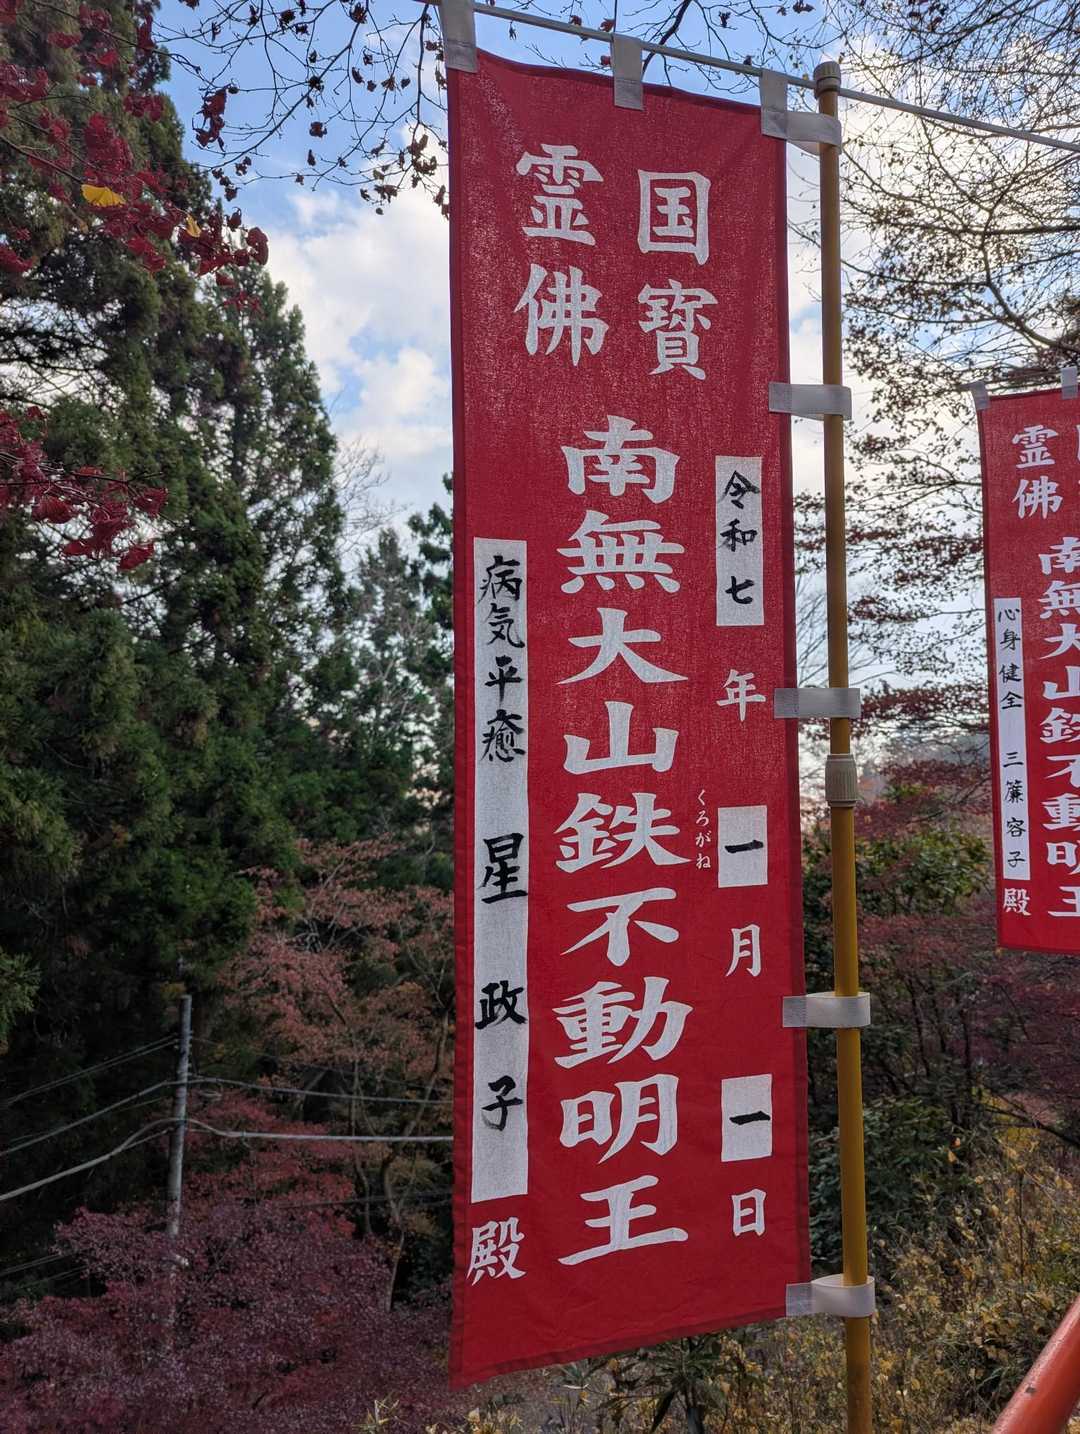 国寳
霊佛
令和七年一月一日
南無大山鉄不動明王
くろがね
病気平癒 星政子殿
霊佛
南無大山鉄不動明王
心身健全 三簾容子殿